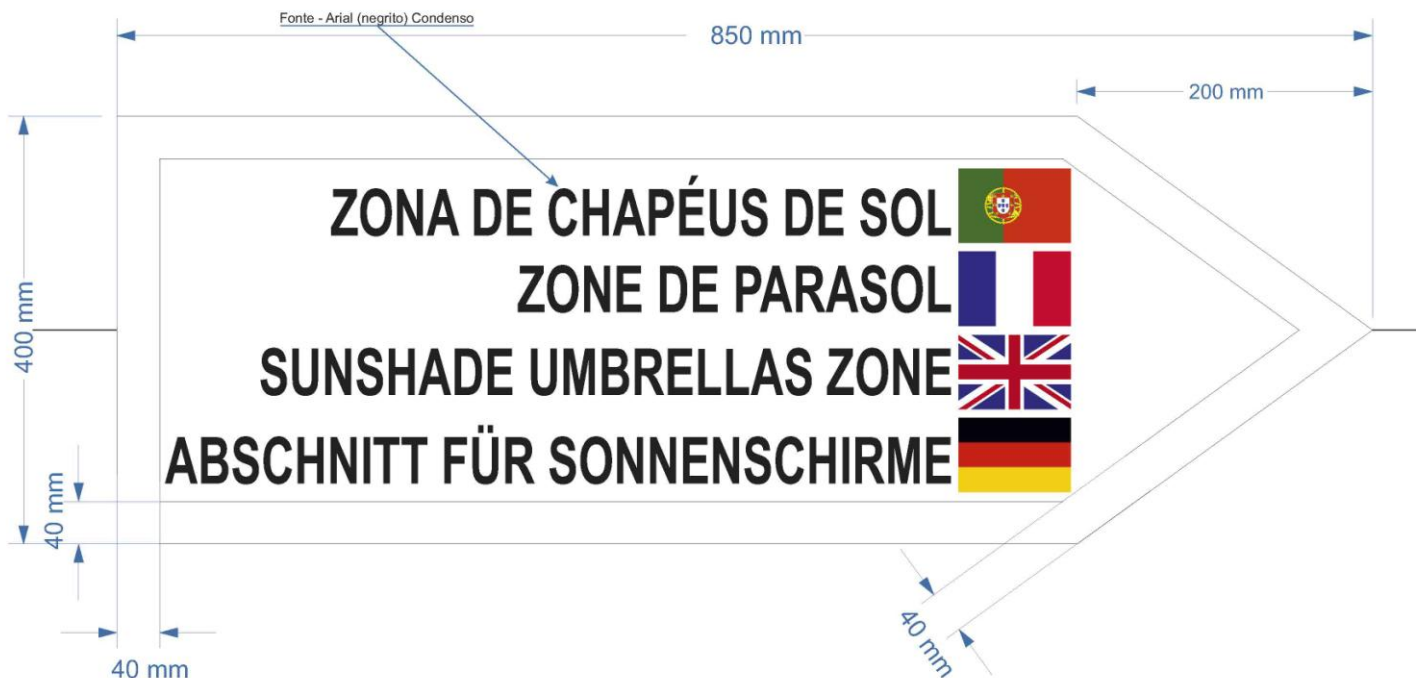 Fonte - Arial (negrito) Condenso
850 mm
200 mm
400 mm
ZONA DE CHAPÉUS DE SOL
ZONE DE PARASOL
SUNSHADE UMBRELLAS ZONE
ABSCHNITT FÜR SONNENSCHIRME
40 mm
40 mm
40 mm